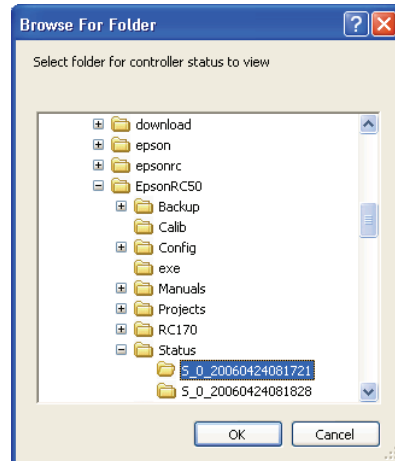 Browse For Folder
Select folder for controller status to view
download
epson
epsonrc
EpsonRC50
Backup
Calib
Config
exe
Manuals
Projects
RC170
Status
S_0_20060424081721
S_0_20060424081828
OK Cancel